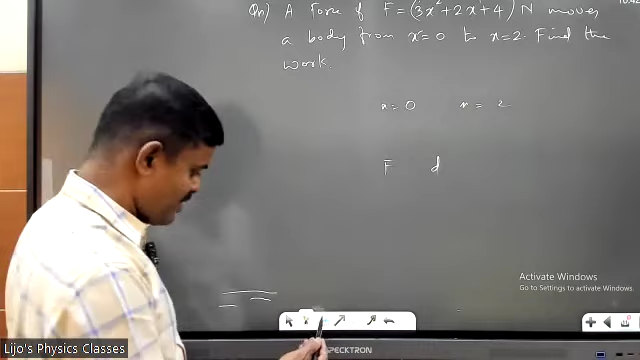 Qn) A Force of F = (3x² + 2x + 4) N moves
a body from x=0 to x=2. Find the
work.
x = 0 x = 2
F d
Activate Windows
Go to Settings to activate Windows.
SPECKTRON
Lijo's Physics Classes